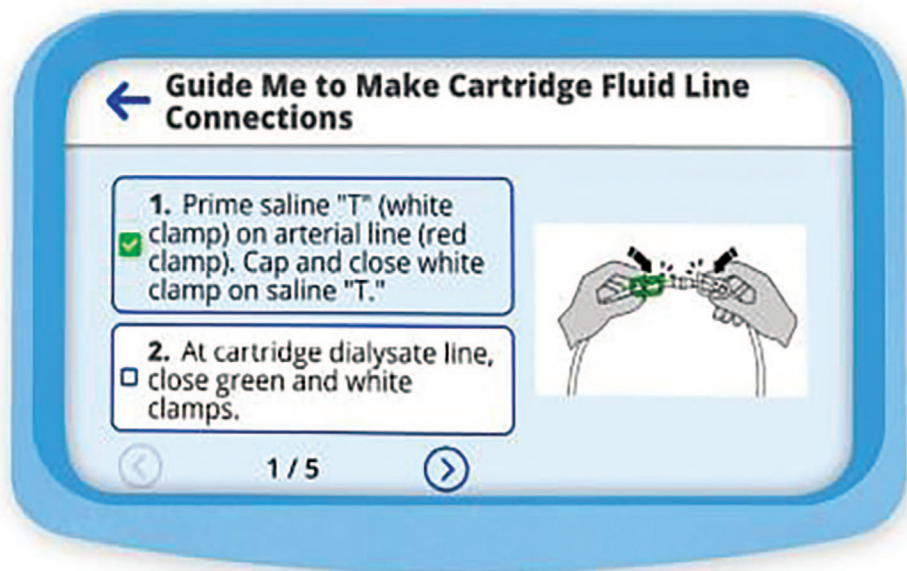 Guide Me to Make Cartridge Fluid Line
Connections
1. Prime saline "T" (white
clamp) on arterial line (red
clamp). Cap and close white
clamp on saline "T."
2. At cartridge dialysate line,
close green and white
clamps.
1 / 5